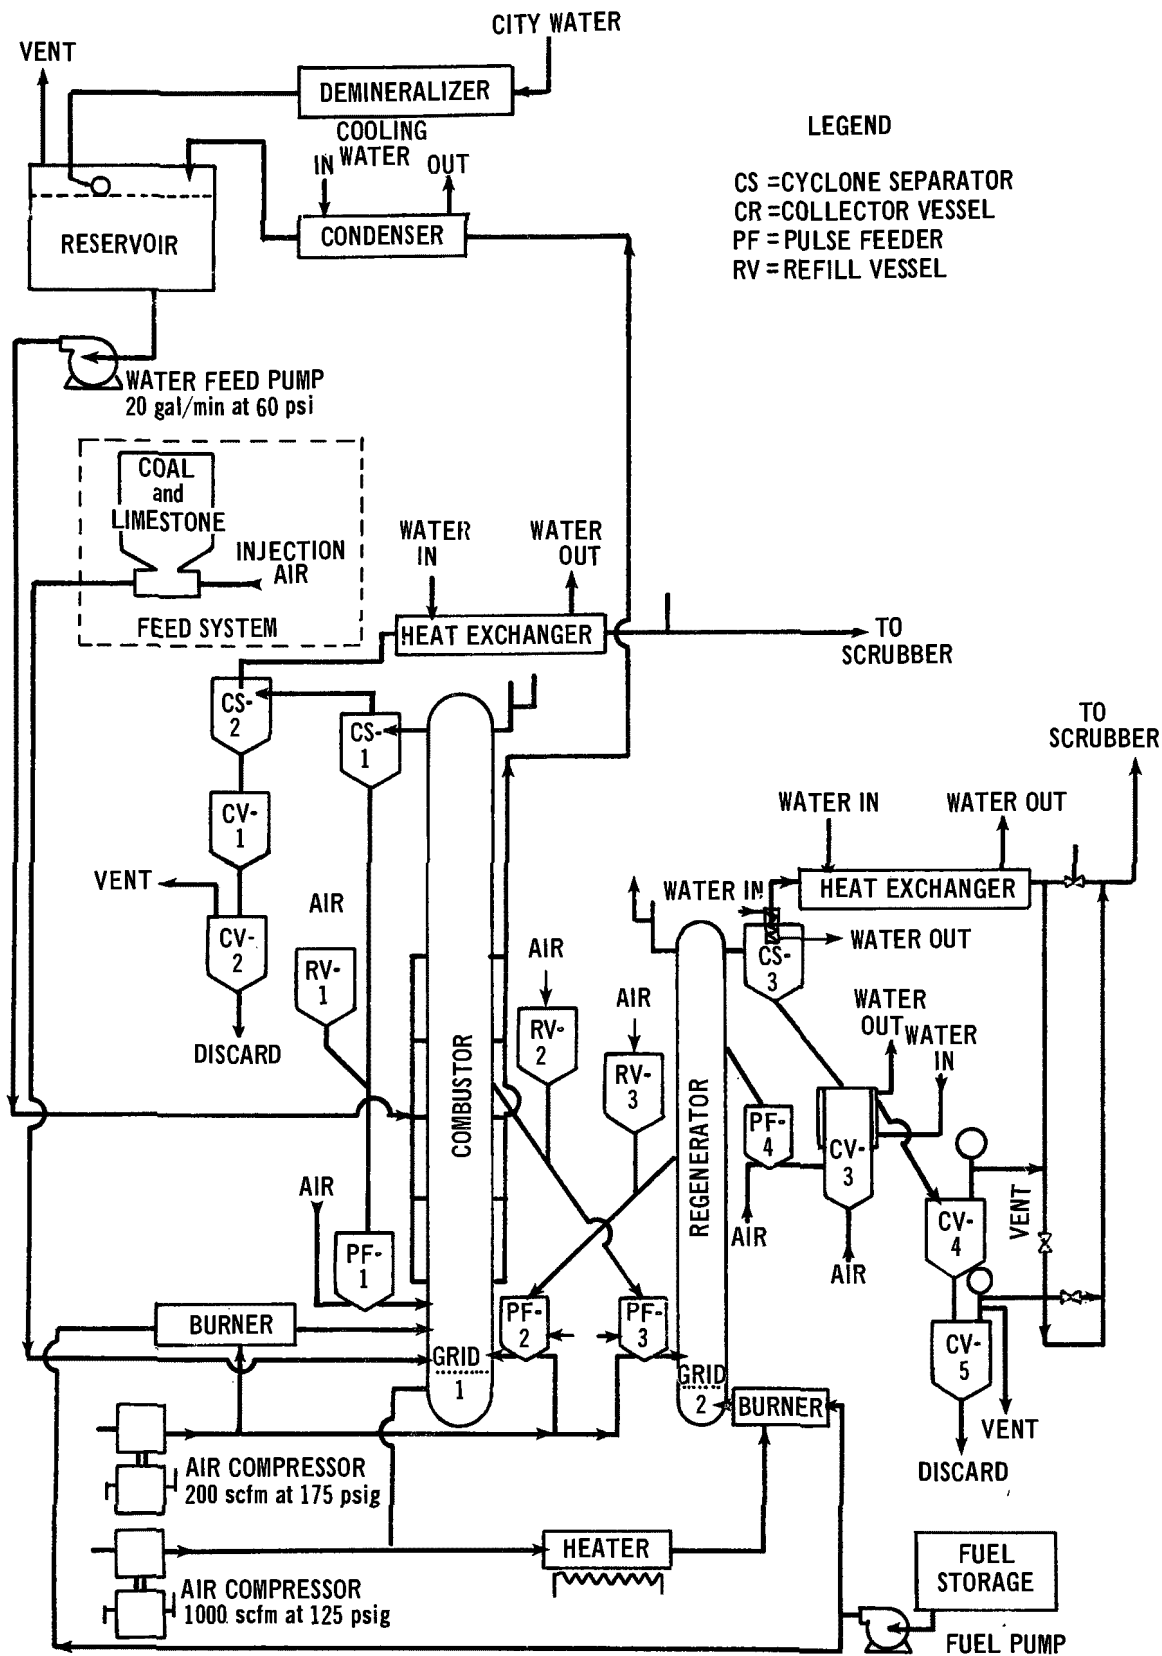 CITY WATER
VENT
DEMINERALIZER
COOLING
WATER
IN
OUT
RESERVOIR
CONDENSER
LEGEND
CS =CYCLONE SEPARATOR
CR =COLLECTOR VESSEL
PF = PULSE FEEDER
RV = REFILL VESSEL
WATER FEED PUMP
20 gal/min at 60 psi
COAL
and
LIMESTONE
INJECTION
AIR
FEED SYSTEM
WATER
IN
WATER
OUT
HEAT EXCHANGER
TO
SCRUBBER
CS-
2
CS-
1
TO
SCRUBBER
CV-
1
WATER IN
WATER OUT
VENT
AIR
WATER IN
HEAT EXCHANGER
CV-
2
RV-
1
AIR
WATER OUT
CS-
3
DISCARD
RV-
2
AIR
RV-
3
WATER
OUT
WATER
IN
COMBUSTOR
REGENERATOR
PF-
4
CV-
3
AIR
PF-
1
AIR
AIR
CV-
4
VENT
BURNER
PF-
2
PF-
3
CV-
5
GRID
1
GRID
2
BURNER
VENT
DISCARD
AIR COMPRESSOR
200 scfm at 175 psig
HEATER
FUEL
STORAGE
AIR COMPRESSOR
1000 scfm at 125 psig
FUEL PUMP